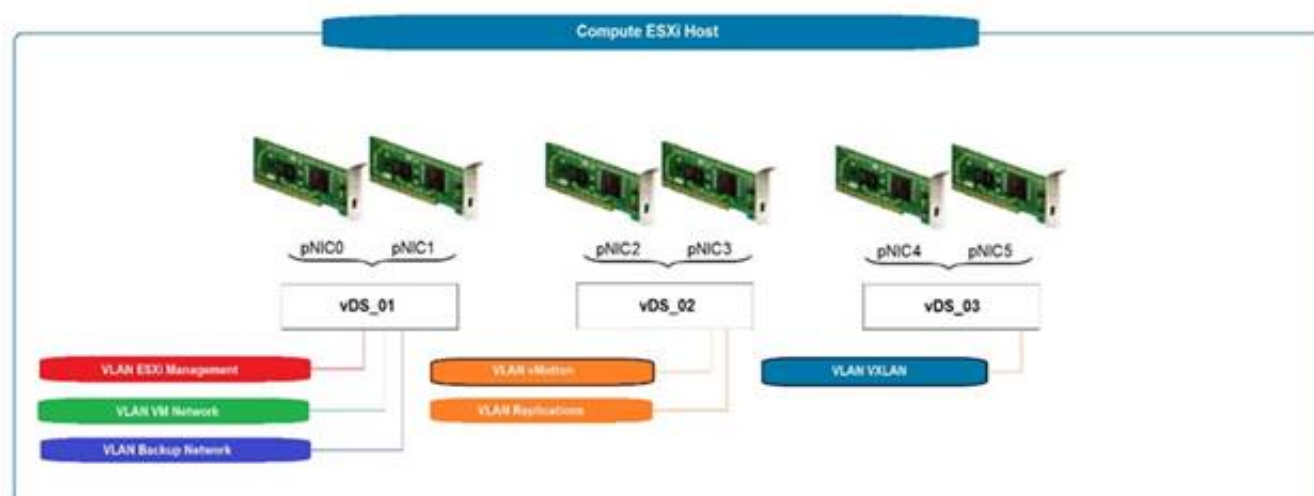 Compute ESXi Host
pNIC0 pNIC1 pNIC2 pNIC3 pNIC4 pNIC5
vDS_01 vDS_02 vDS_03
VLAN ESXi Management VLAN vMotion VLAN VXLAN
VLAN VM Network VLAN Replications
VLAN Backup Network